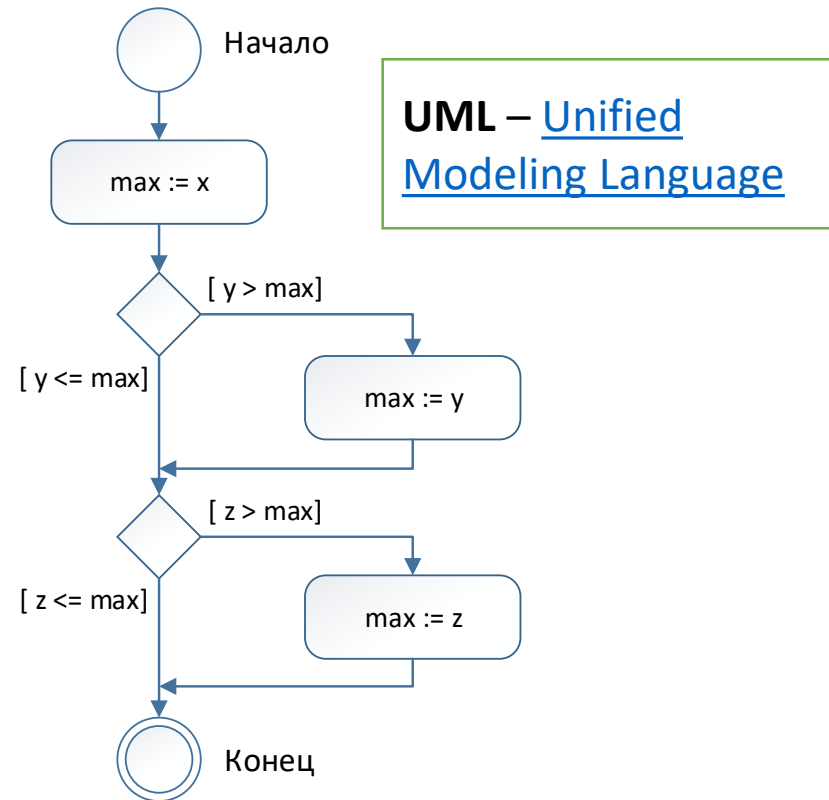 Начало
UML – Unified
Modeling Language
max := x
[ y > max]
[ y <= max]
max := y
[ z > max]
[ z <= max]
max := z
Конец